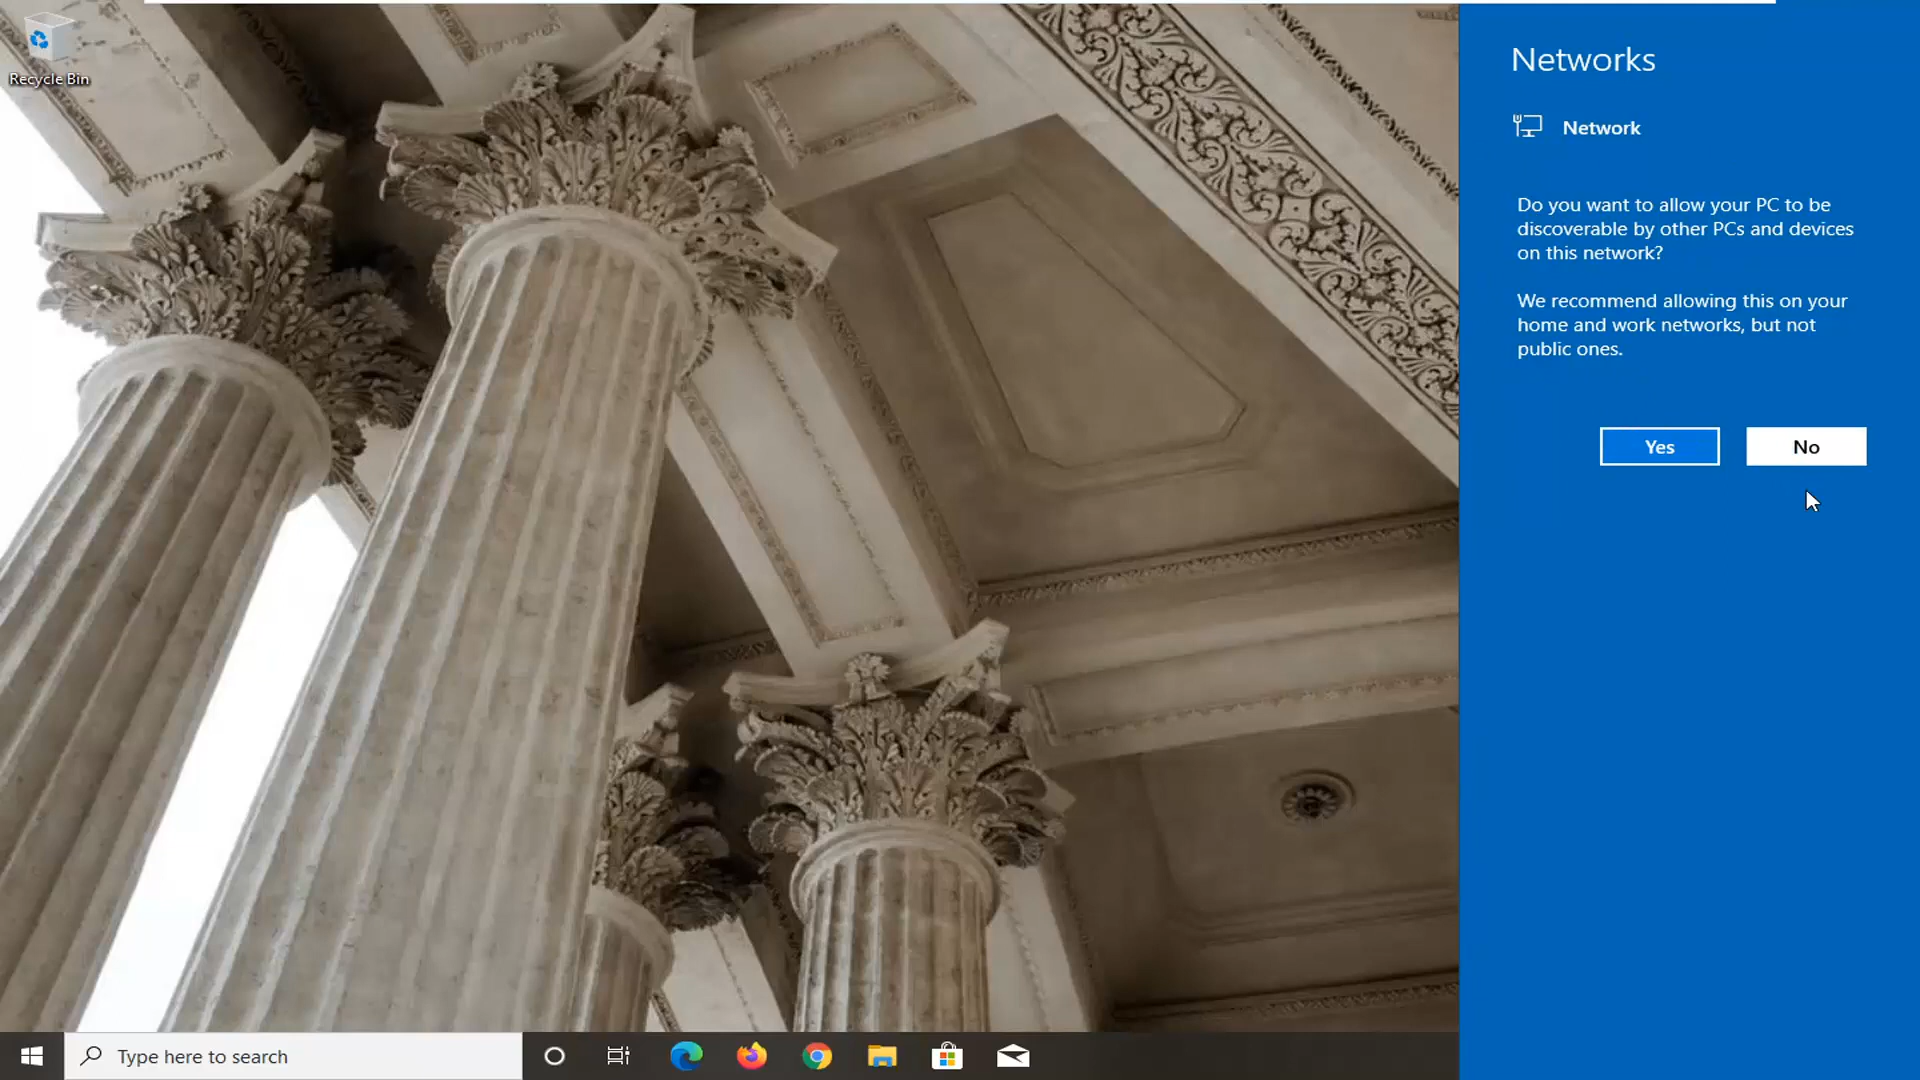 Recycle Bin
Networks
Network
Do you want to allow your PC to be
discoverable by other PCs and devices
on this network?
We recommend allowing this on your
home and work networks, but not
public ones.
Yes
No
Type here to search